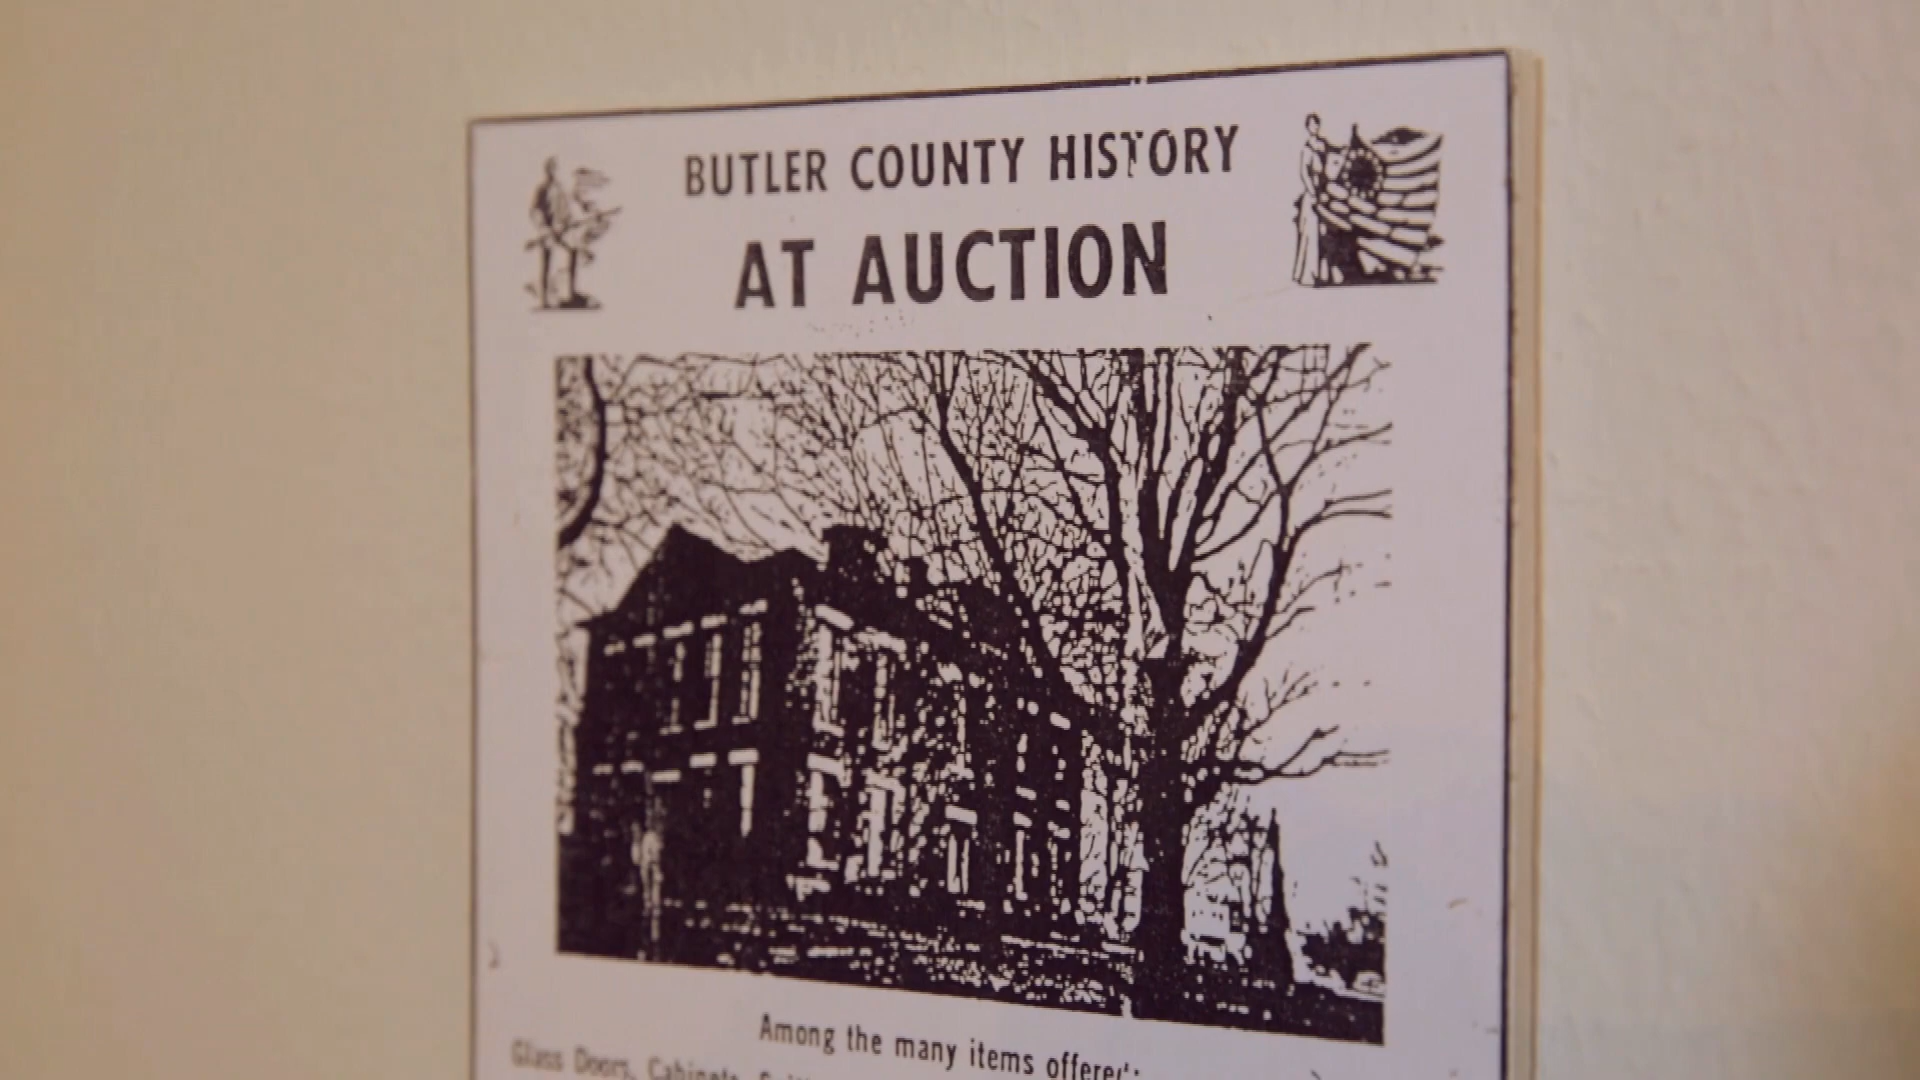 BUTLER COUNTY HISTORY
AT AUCTION
Among the many items offered:
Glass Doors, Cabinets,